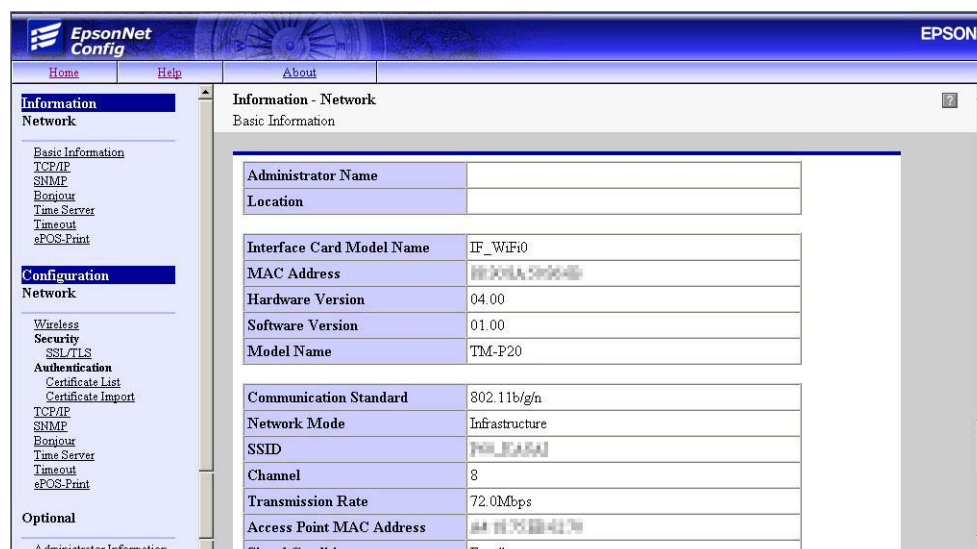 EpsonNet
Config
EPSON
Home Help About
Information
Network
Basic Information
TCP/IP
SNMP
Bonjour
Time Server
Timeout
ePOS-Print
Configuration
Network
Wireless
Security
SSL/TLS
Authentication
Certificate List
Certificate Import
TCP/IP
SNMP
Bonjour
Time Server
Timeout
ePOS-Print
Optional
Administrator Information
Information - Network
?
Basic Information
Administrator Name
Location
Interface Card Model Name IF_WiFi0
MAC Address
Hardware Version 04.00
Software Version 01.00
Model Name TM-P20
Communication Standard 802.11b/g/n
Network Mode Infrastructure
SSID
Channel 8
Transmission Rate 72.0Mbps
Access Point MAC Address